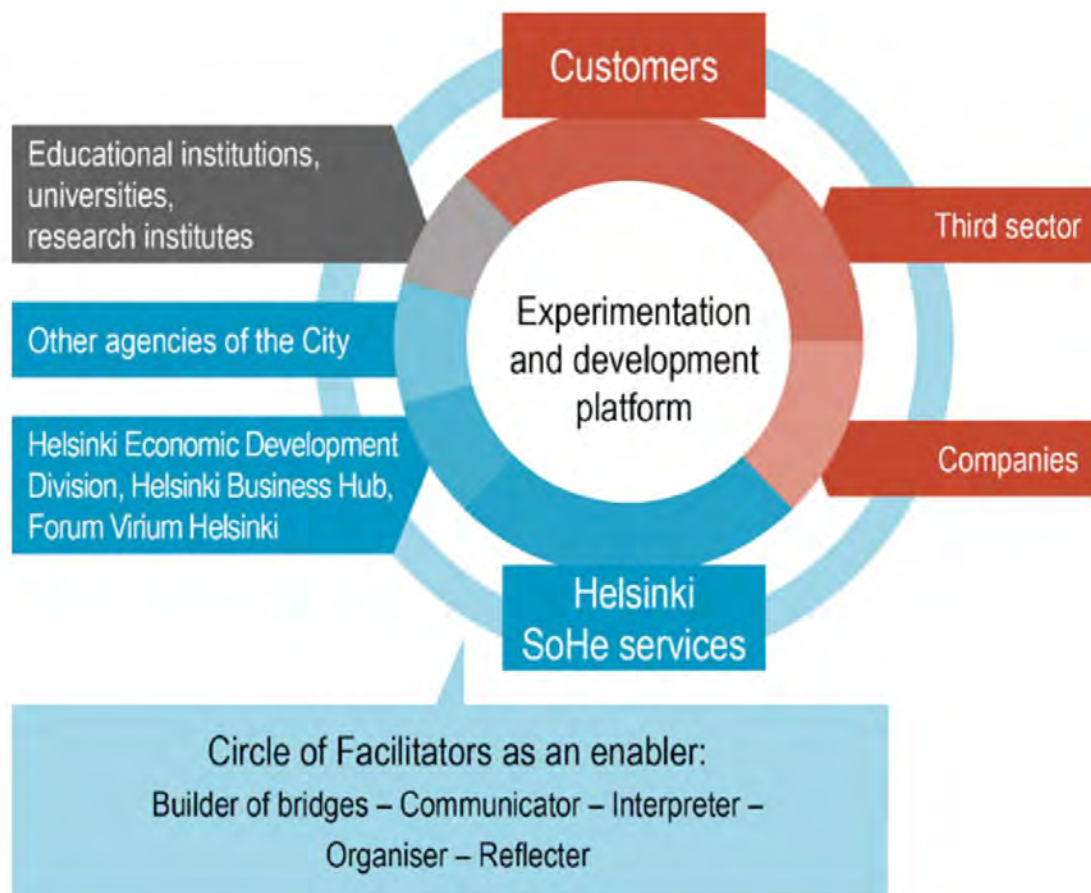 Customers
Educational institutions,
universities,
research institutes
Third sector
Other agencies of the City
Experimentation
and development
platform
Helsinki Economic Development
Division, Helsinki Business Hub,
Forum Virium Helsinki
Companies
Helsinki
SoHe services
Circle of Facilitators as an enabler:
Builder of bridges – Communicator – Interpreter –
Organiser – Reflecter